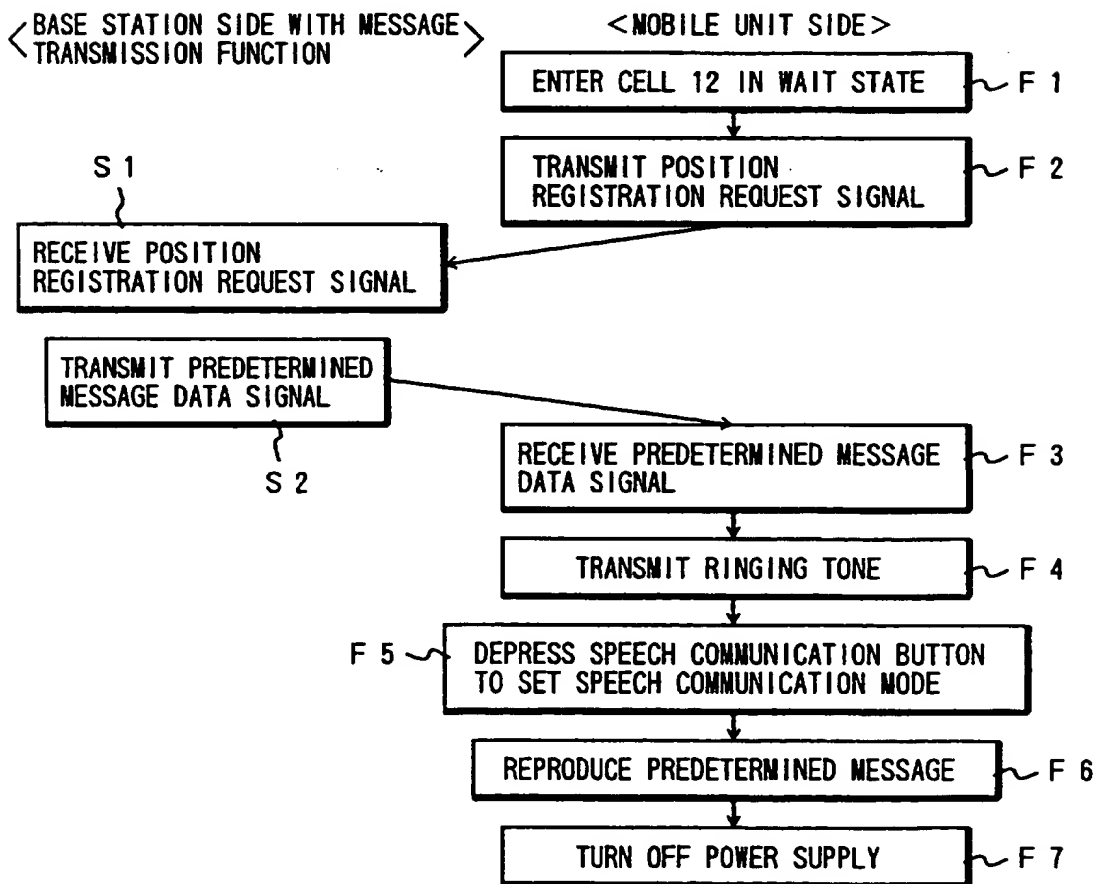 <BASE STATION SIDE WITH MESSAGE
TRANSMISSION FUNCTION>
<MOBILE UNIT SIDE>
ENTER CELL 12 IN WAIT STATE
F 1
TRANSMIT POSITION
REGISTRATION REQUEST SIGNAL
F 2
S 1
RECEIVE POSITION
REGISTRATION REQUEST SIGNAL
TRANSMIT PREDETERMINED
MESSAGE DATA SIGNAL
S 2
RECEIVE PREDETERMINED MESSAGE
DATA SIGNAL
F 3
TRANSMIT RINGING TONE
F 4
F 5
DEPRESS SPEECH COMMUNICATION BUTTON
TO SET SPEECH COMMUNICATION MODE
REPRODUCE PREDETERMINED MESSAGE
F 6
TURN OFF POWER SUPPLY
F 7